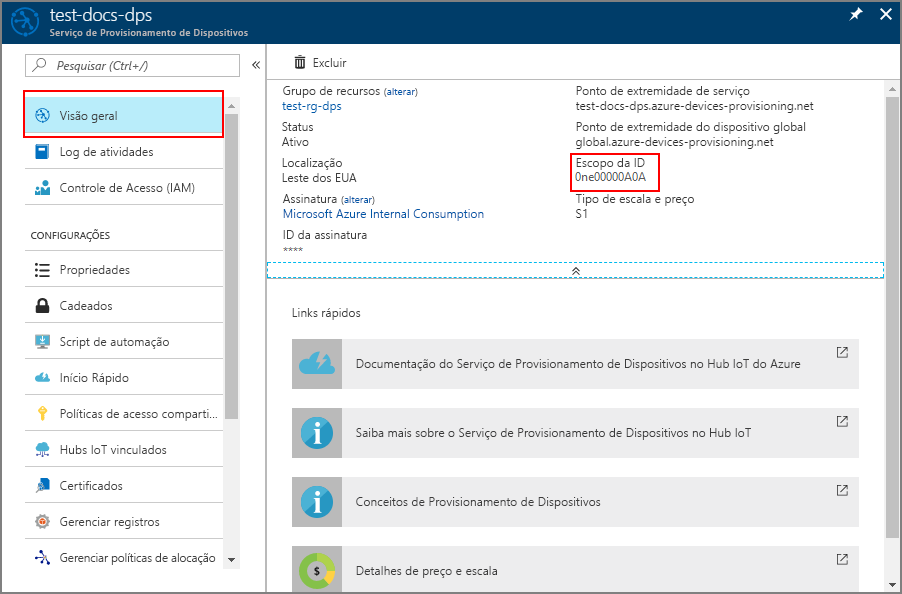 test-docs-dps
Serviço de Provisionamento de Dispositivos
Pesquisar (Ctrl+/)
Visão geral
Log de atividades
Controle de Acesso (IAM)
CONFIGURAÇÕES
Propriedades
Cadeados
Script de automação
Início Rápido
Políticas de acesso comparti...
Hubs IoT vinculados
Certificados
Gerenciar registros
Gerenciar políticas de alocação
Excluir
Grupo de recursos (alterar)
test-rg-dps
Status
Ativo
Localização
Leste dos EUA
Assinatura (alterar)
Microsoft Azure Internal Consumption
ID da assinatura
****
Ponto de extremidade de serviço
test-docs-dps.azure-devices-provisioning.net
Ponto de extremidade do dispositivo global
global.azure-devices-provisioning.net
Escopo da ID
0ne00000A0A
Tipo de escala e preço
S1
Links rápidos
Documentação do Serviço de Provisionamento de Dispositivos no Hub IoT do Azure
Saiba mais sobre o Serviço de Provisionamento de Dispositivos no Hub IoT
Conceitos de Provisionamento de Dispositivos
Detalhes de preço e escala